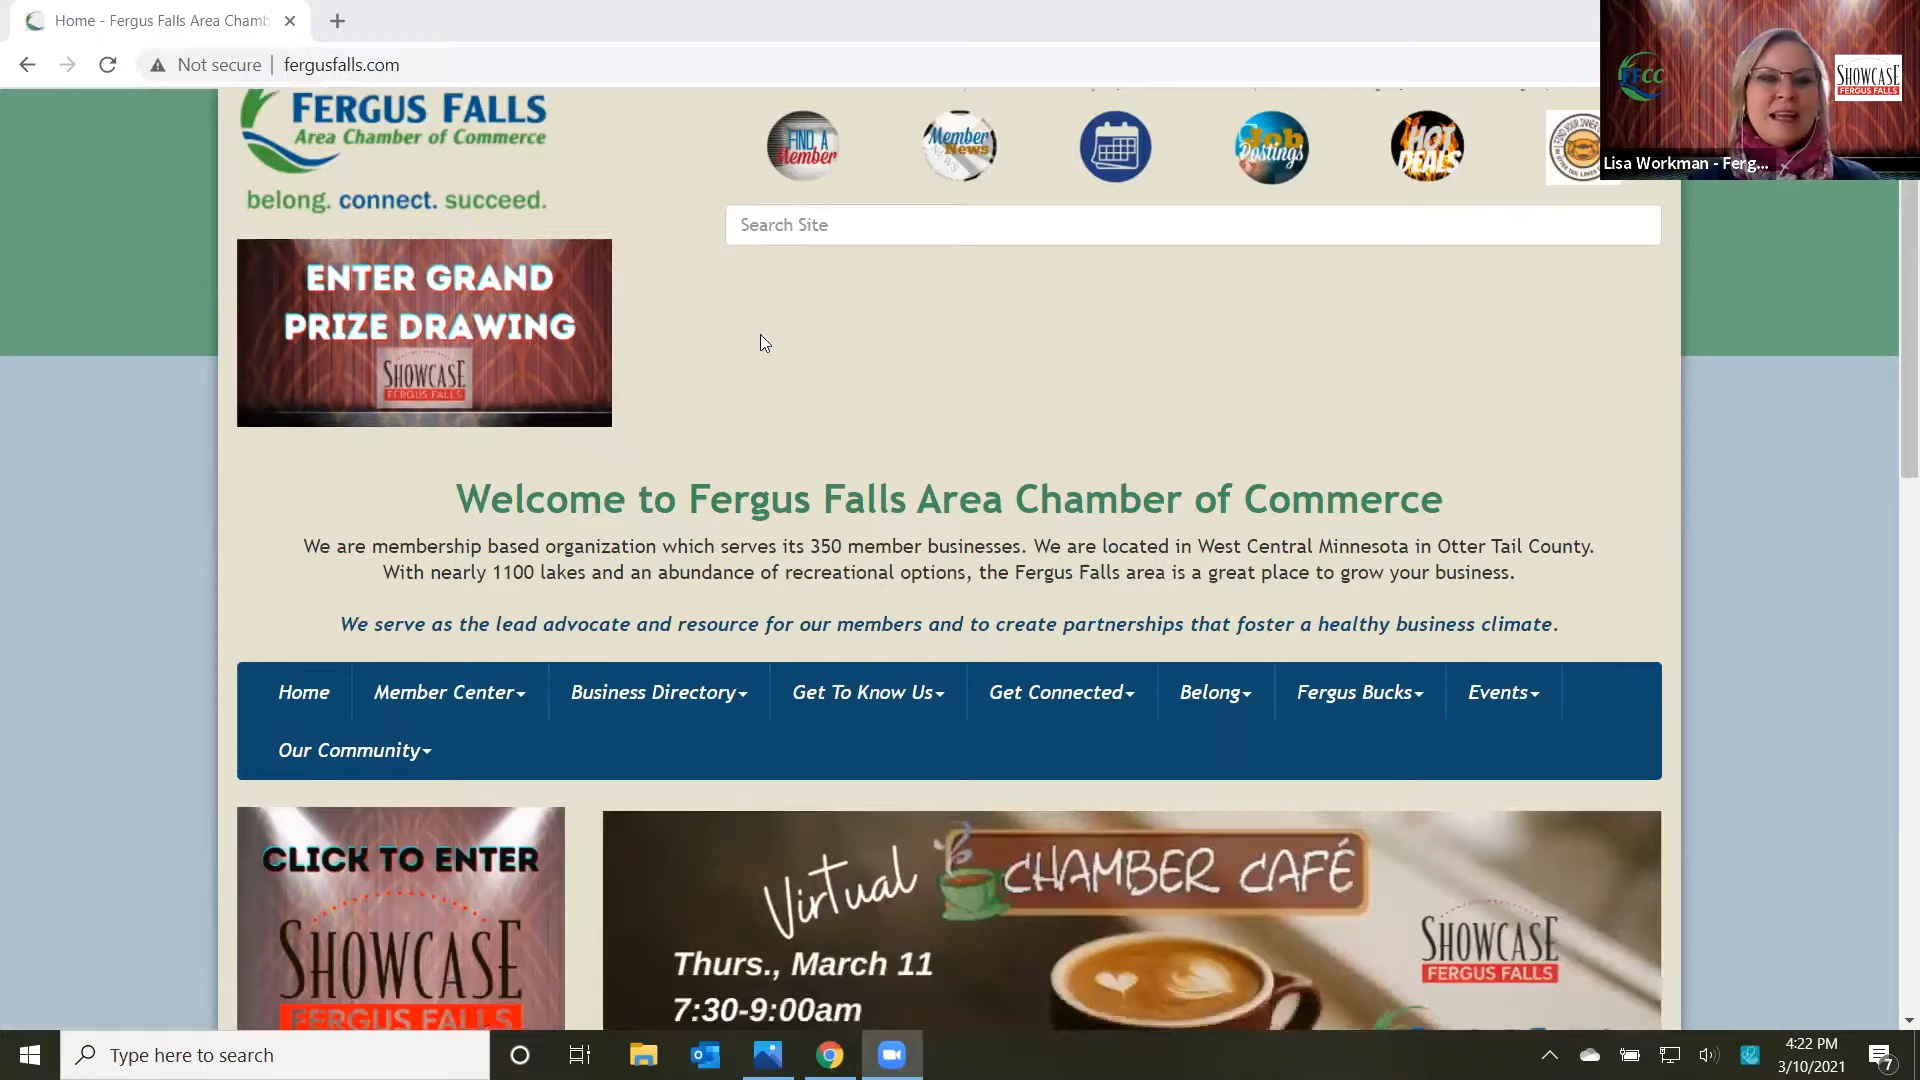 Home - Fergus Falls Area Chamb
Not secure
fergusfalls.com
FFCC
SHOWCASE
FERGUS FALLS
Lisa Workman - Ferg...
FERGUS FALLS
Area Chamber of Commerce
belong. connect. succeed.
FIND A
Member
Member
News
Job
Postings
HOT
DEALS
FIND YOUR INNER
Search Site
ENTER GRAND
PRIZE DRAWING
SHOWCASE
FERGUS FALLS
Welcome to Fergus Falls Area Chamber of Commerce
We are membership based organization which serves its 350 member businesses. We are located in West Central Minnesota in Otter Tail County.
With nearly 1100 lakes and an abundance of recreational options, the Fergus Falls area is a great place to grow your business.
We serve as the lead advocate and resource for our members and to create partnerships that foster a healthy business climate.
Home
Member Center
Business Directory
Get To Know Us
Get Connected
Belong
Fergus Bucks
Events
Our Community
CLICK TO ENTER
SHOWCASE
FERGUS FALLS
Virtual CHAMBER CAFÉ
Thurs., March 11
7:30-9:00am
SHOWCASE
FERGUS FALLS
Type here to search
4:22 PM
3/10/2021
7